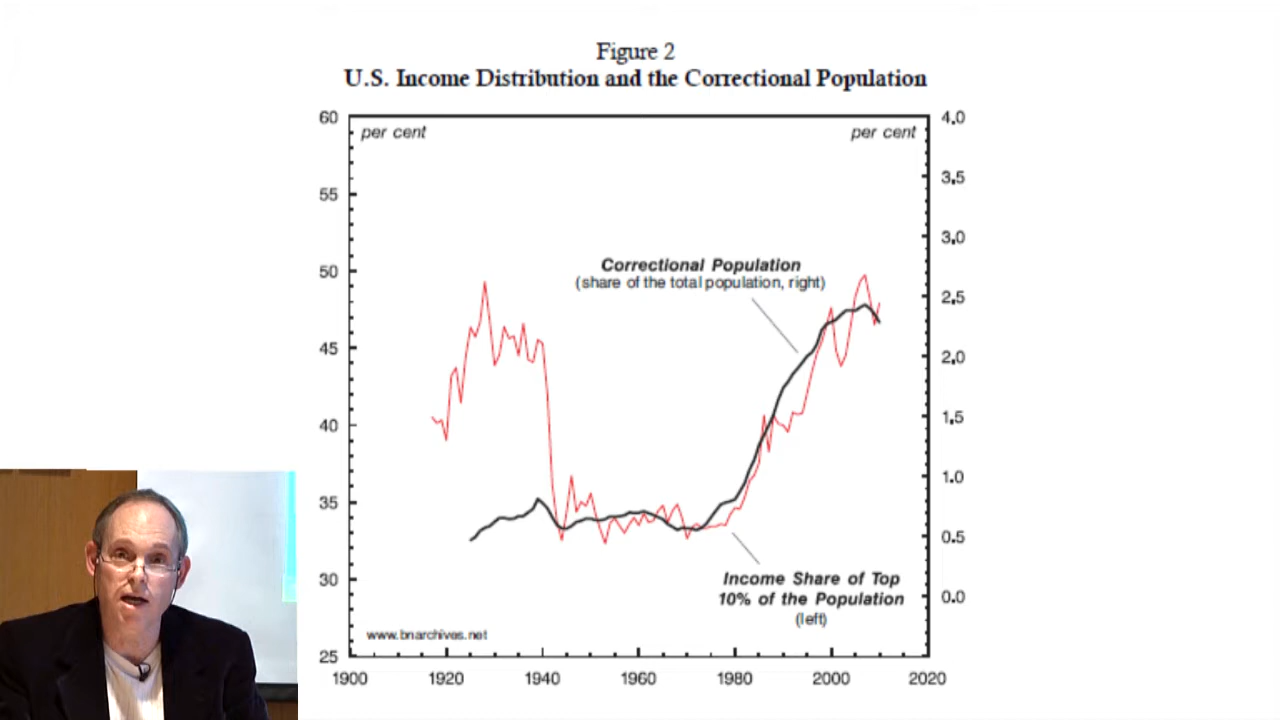 Figure 2
U.S. Income Distribution and the Correctional Population
60
55
50
45
40
35
30
25
per cent
per cent
4.0
3.5
3.0
2.5
2.0
1.5
1.0
0.5
0.0
Correctional Population
(share of the total population, right)
Income Share of Top
10% of the Population
(left)
www.bnarchives.net
1900
1920
1940
1960
1980
2000
2020